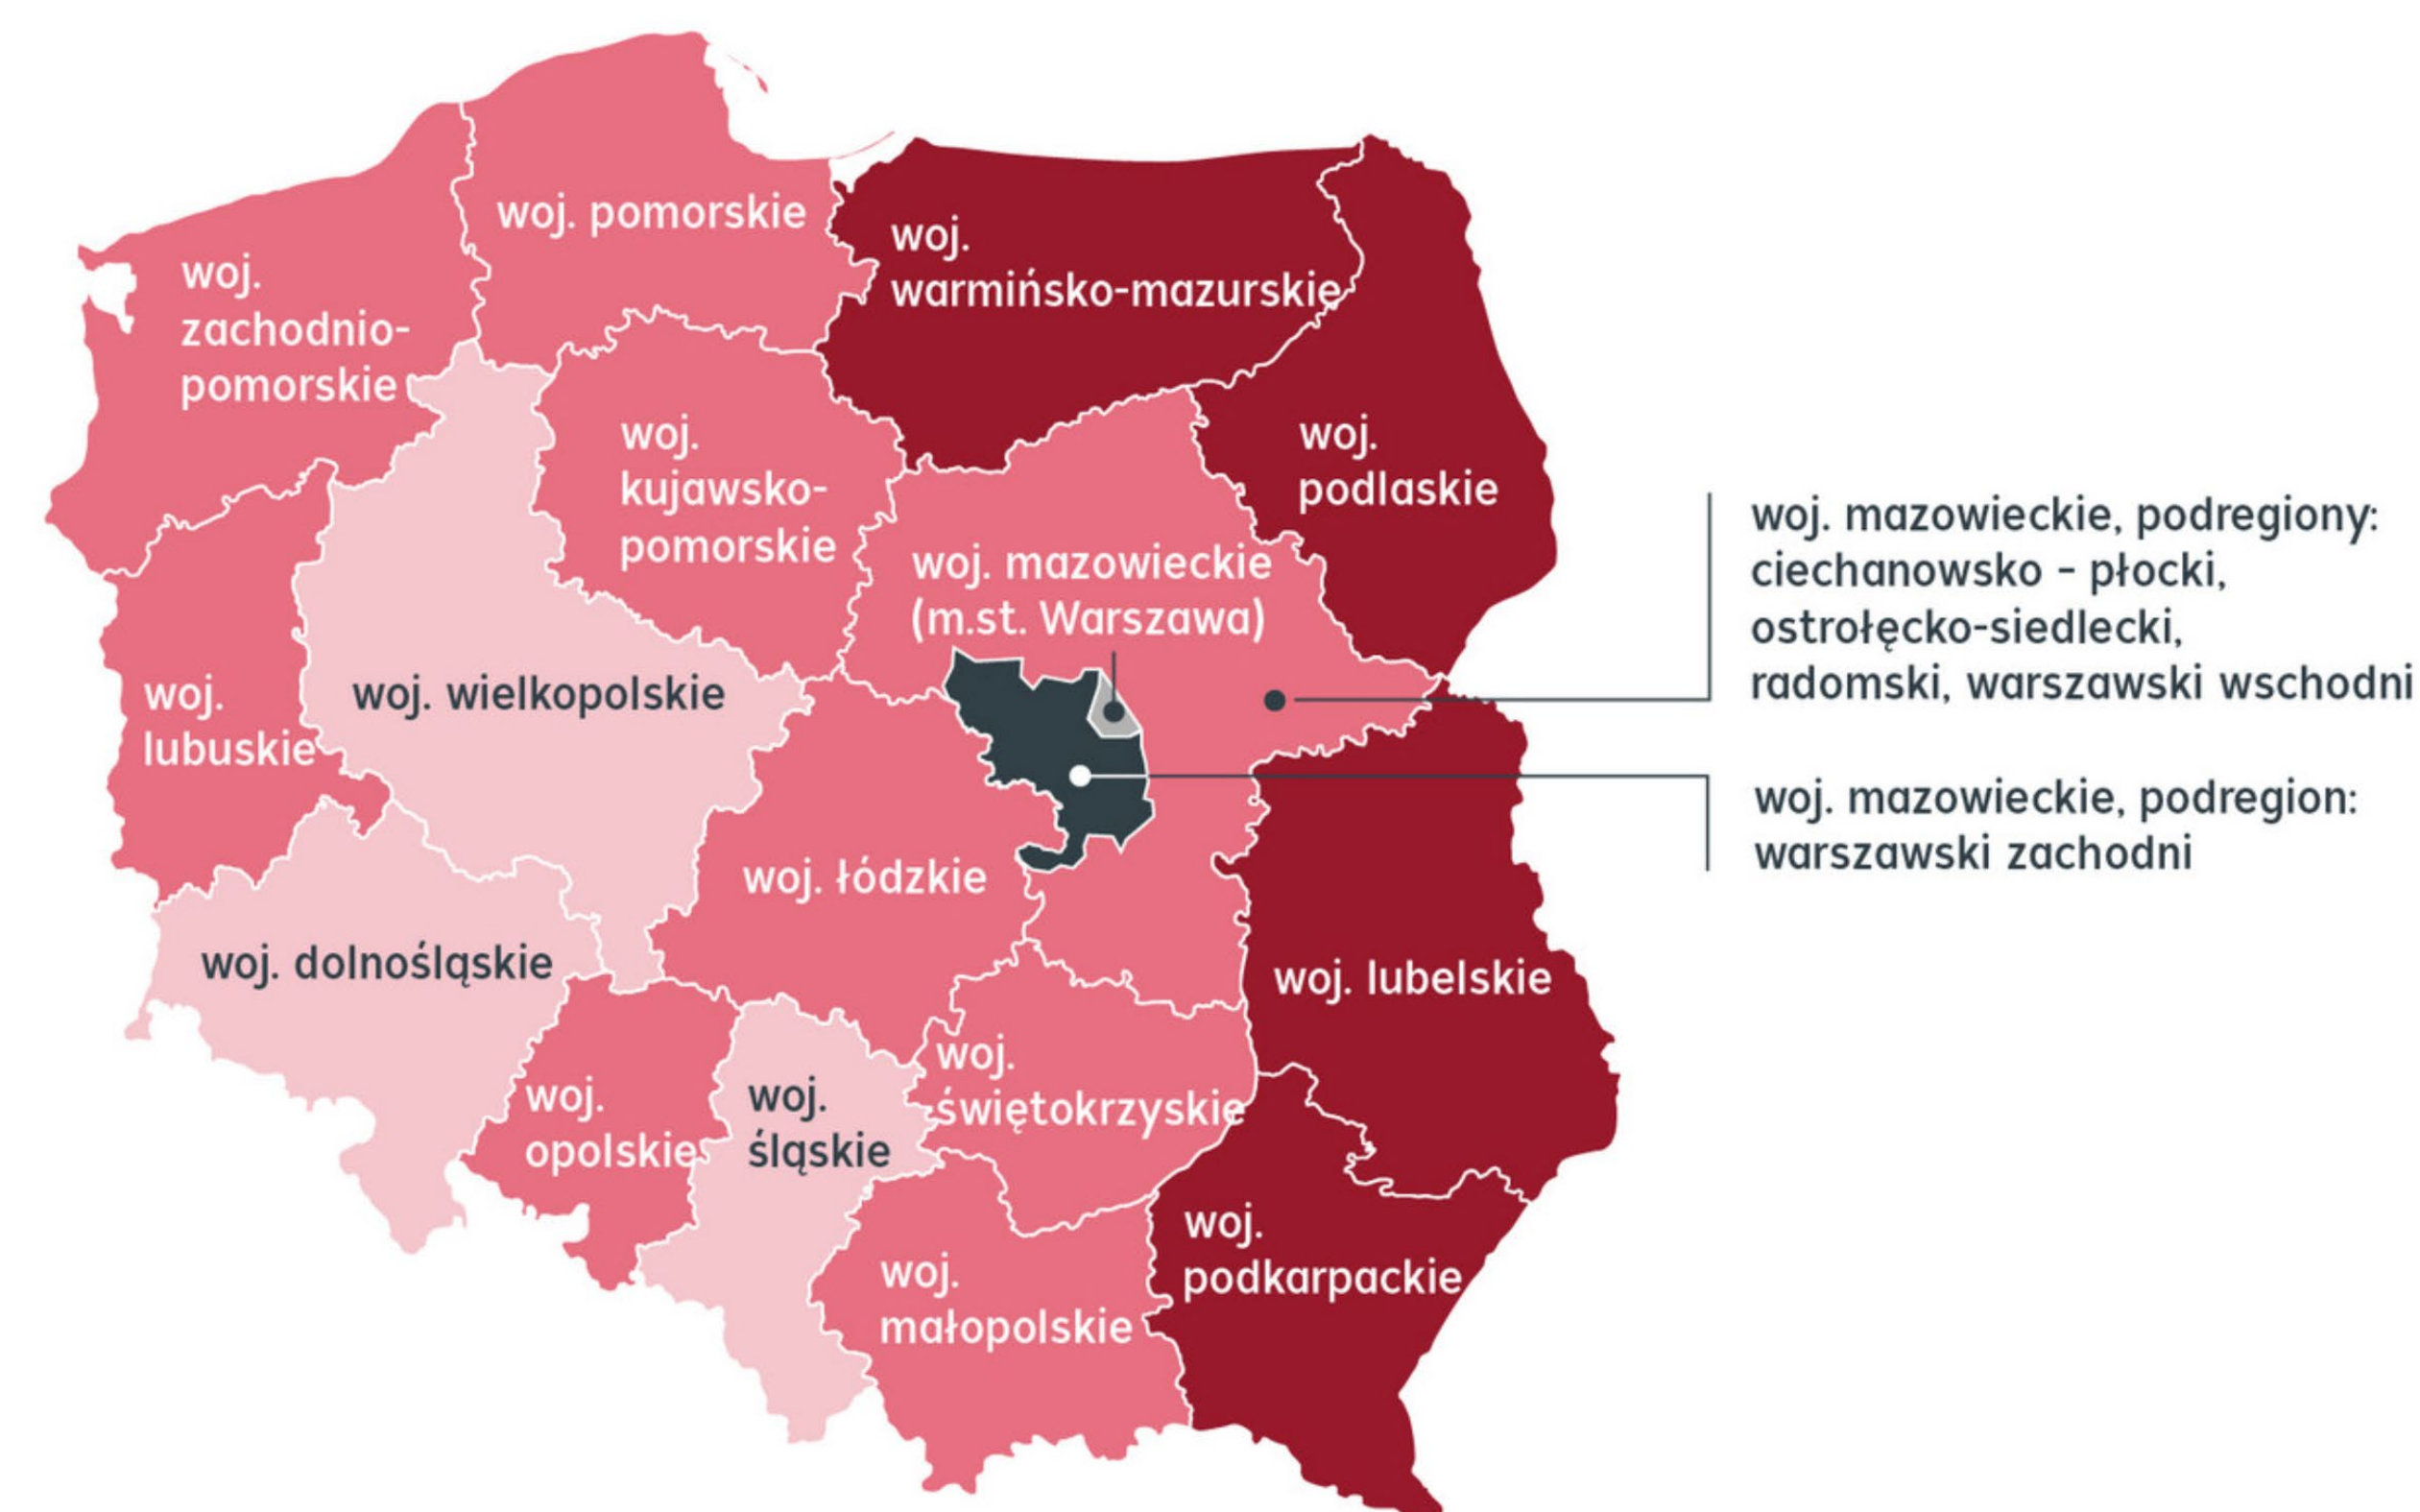 woj. pomorskie
woj.
warmińsko-mazurskie
woj.
zachodnio-
pomorskie
woj.
kujawsko-
pomorskie
woj.
podlaskie
woj. mazowieckie
(m.st. Warszawa)
woj. mazowieckie, podregiony:
ciechanowsko - płocki,
ostrołęcko-siedlecki,
radomski, warszawski wschodni
woj.
lubuskie
woj. wielkopolskie
woj. mazowieckie, podregion:
warszawski zachodni
woj. łódzkie
woj. dolnośląskie
woj. lubelskie
woj.
opolskie
woj.
śląskie
woj.
świętokrzyskie
woj.
małopolskie
woj.
podkarpackie